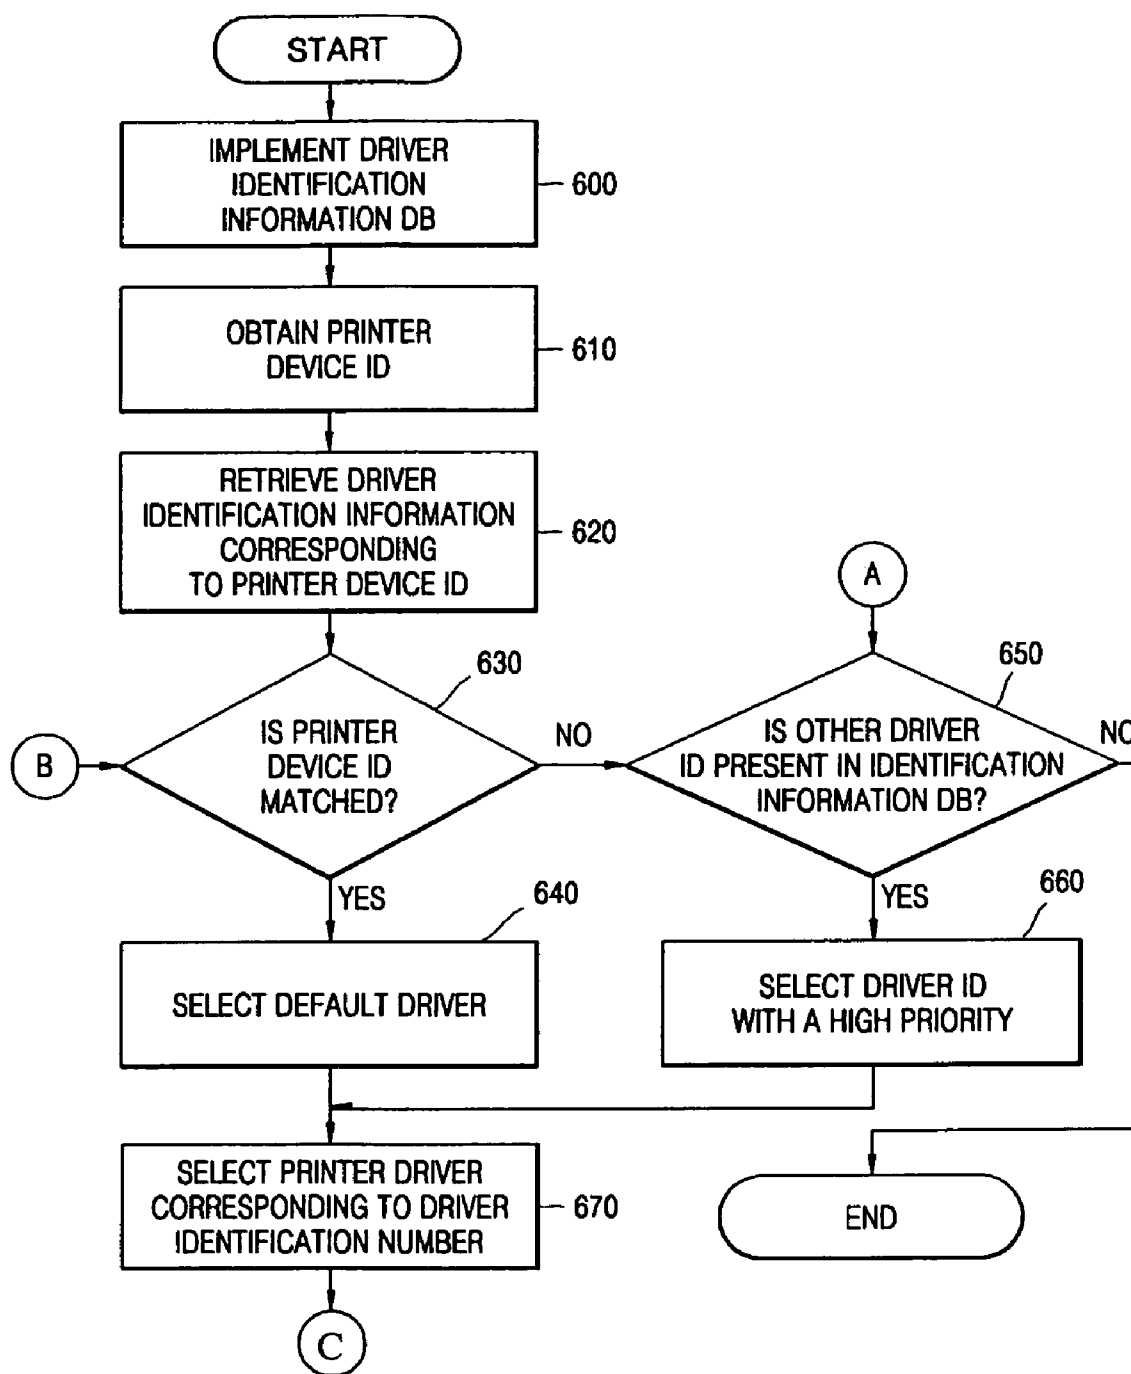 START
IMPLEMENT DRIVER
IDENTIFICATION
INFORMATION DB
600
OBTAIN PRINTER
DEVICE ID
610
RETRIEVE DRIVER
IDENTIFICATION INFORMATION
CORRESPONDING
TO PRINTER DEVICE ID
620
A
630
650
B
IS PRINTER
DEVICE ID
MATCHED?
NO
IS OTHER DRIVER
ID PRESENT IN IDENTIFICATION
INFORMATION DB?
NO
YES
640
YES
660
SELECT DEFAULT DRIVER
SELECT DRIVER ID
WITH A HIGH PRIORITY
SELECT PRINTER DRIVER
CORRESPONDING TO DRIVER
IDENTIFICATION NUMBER
670
END
C